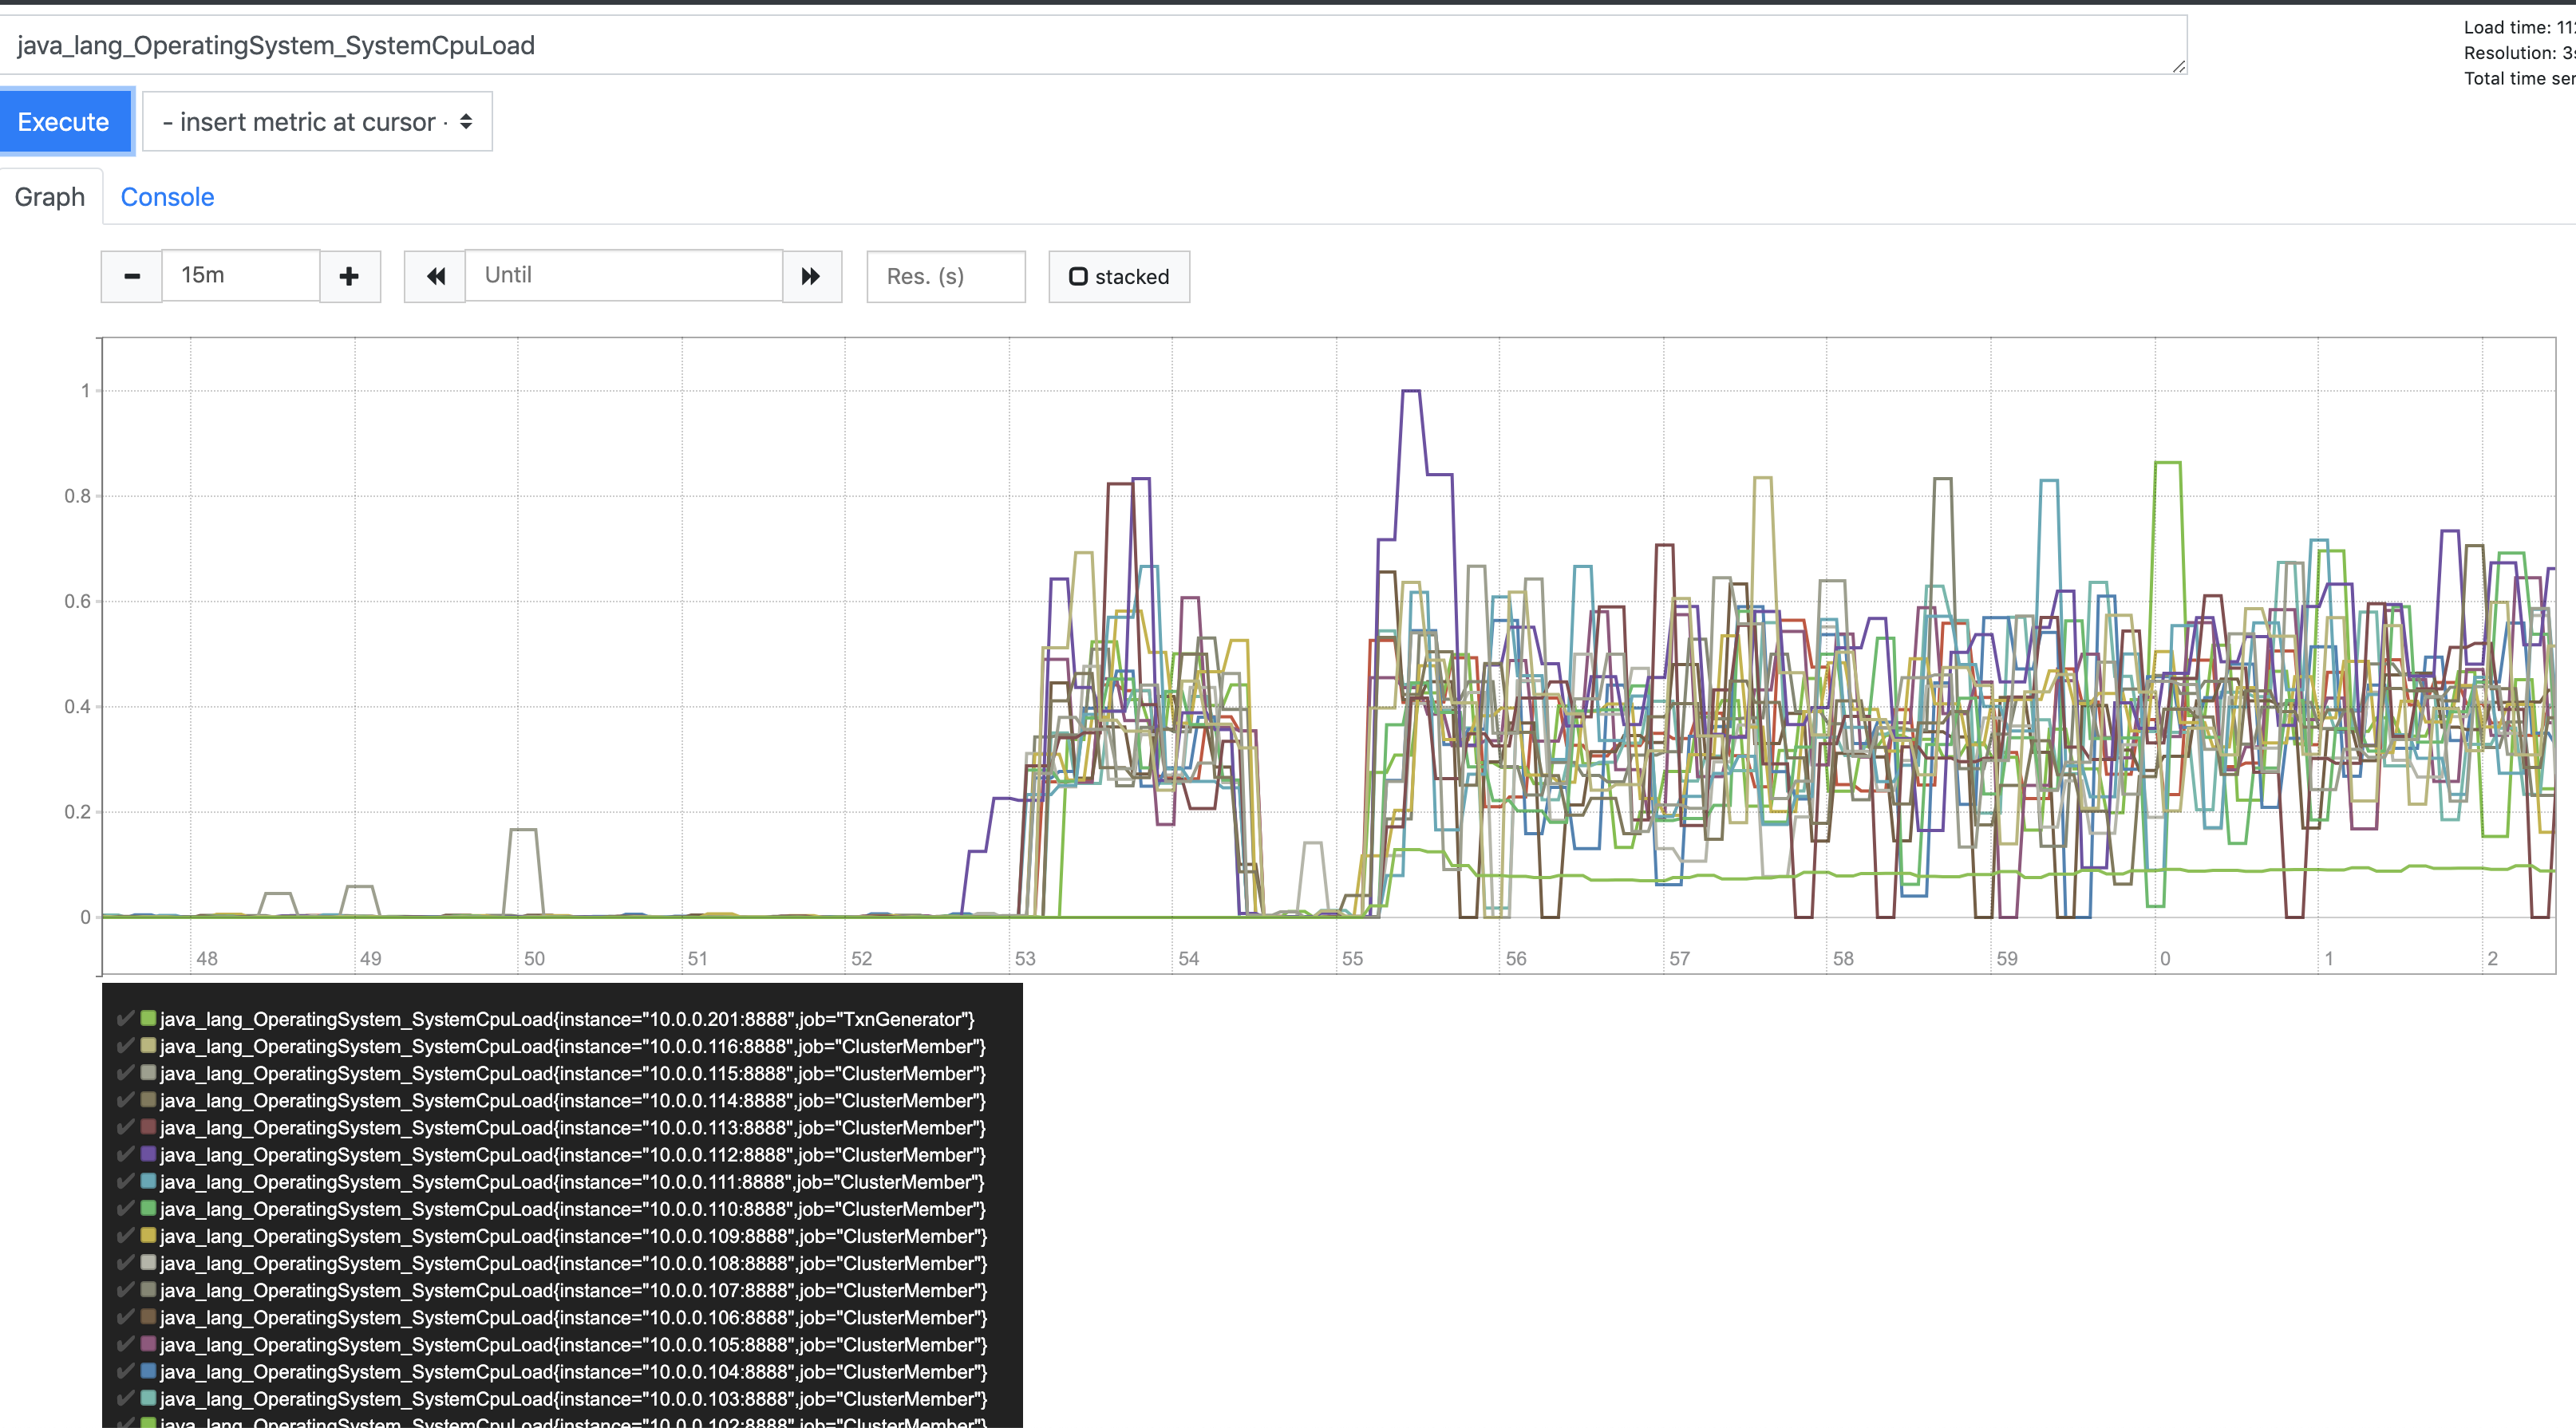 java_lang_OperatingSystem_SystemCpuLoad
Load time: 11
Resolution: 3
Total time
Execute
- insert metric at cursor -
Graph Console
15m Until Res. (s) stacked
1
0.8
0.6
0.4
0.2
0
48 49 50 51 52 53 54 55 56 57 58 59 0 1 2
java_lang_OperatingSystem_SystemCpuLoad{instance="10.0.0.201:8888",job="TxnGenerator"}
java_lang_OperatingSystem_SystemCpuLoad{instance="10.0.0.116:8888",job="ClusterMember"}
java_lang_OperatingSystem_SystemCpuLoad{instance="10.0.0.115:8888",job="ClusterMember"}
java_lang_OperatingSystem_SystemCpuLoad{instance="10.0.0.114:8888",job="ClusterMember"}
java_lang_OperatingSystem_SystemCpuLoad{instance="10.0.0.113:8888",job="ClusterMember"}
java_lang_OperatingSystem_SystemCpuLoad{instance="10.0.0.112:8888",job="ClusterMember"}
java_lang_OperatingSystem_SystemCpuLoad{instance="10.0.0.111:8888",job="ClusterMember"}
java_lang_OperatingSystem_SystemCpuLoad{instance="10.0.0.110:8888",job="ClusterMember"}
java_lang_OperatingSystem_SystemCpuLoad{instance="10.0.0.109:8888",job="ClusterMember"}
java_lang_OperatingSystem_SystemCpuLoad{instance="10.0.0.108:8888",job="ClusterMember"}
java_lang_OperatingSystem_SystemCpuLoad{instance="10.0.0.107:8888",job="ClusterMember"}
java_lang_OperatingSystem_SystemCpuLoad{instance="10.0.0.106:8888",job="ClusterMember"}
java_lang_OperatingSystem_SystemCpuLoad{instance="10.0.0.105:8888",job="ClusterMember"}
java_lang_OperatingSystem_SystemCpuLoad{instance="10.0.0.104:8888",job="ClusterMember"}
java_lang_OperatingSystem_SystemCpuLoad{instance="10.0.0.103:8888",job="ClusterMember"}
java_lang_OperatingSystem_SystemCpuLoad{instance="10.0.0.102:8888",job="ClusterMember"}